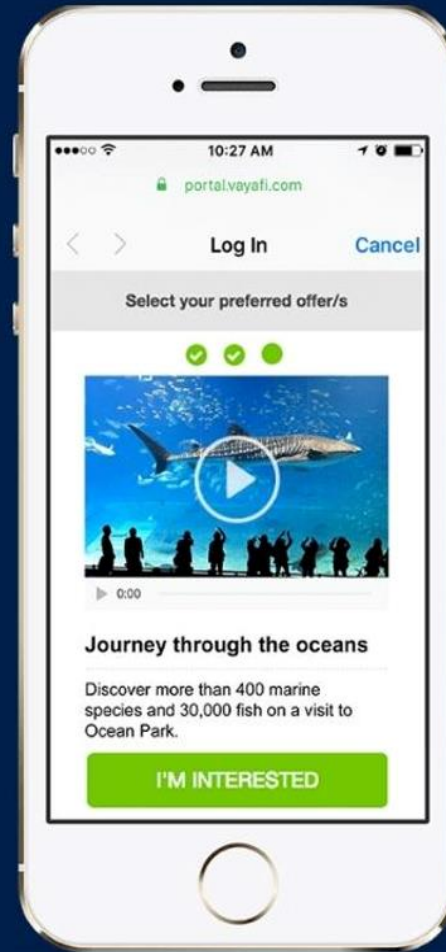 10:27 AM
portal.vayafi.com
Log In
Cancel
Select your preferred offer/s
0:00
Journey through the oceans
Discover more than 400 marine
species and 30,000 fish on a visit to
Ocean Park.
I'M INTERESTED